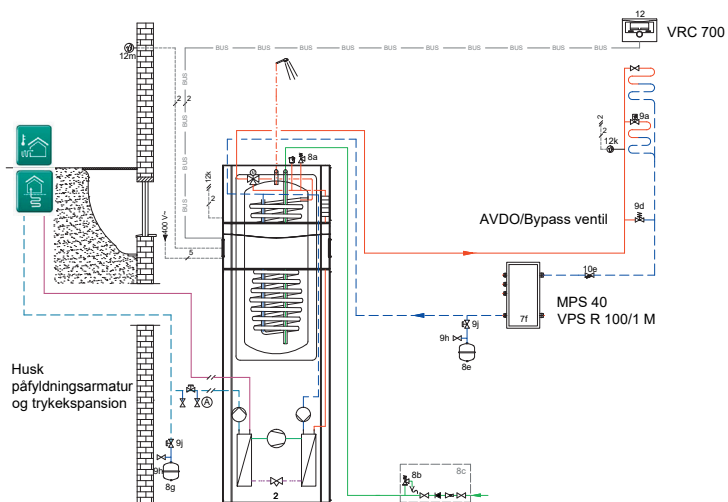 12
VRC 700
BUS BUS BUS BUS BUS BUS BUS BUS BUS BUS
12m
BUS
BUS
BUS
BUS
BUS
2
2
8a
2
12k
9a
12k
2
400 V~
5
9d
AVDO/Bypass ventil
10e
MPS 40
VPS R 100/1 M
7f
9j
9h
8e
Husk
påfyldningsarmatur
og trykekspansion
A
9j
9h
8g
2
8b
8c